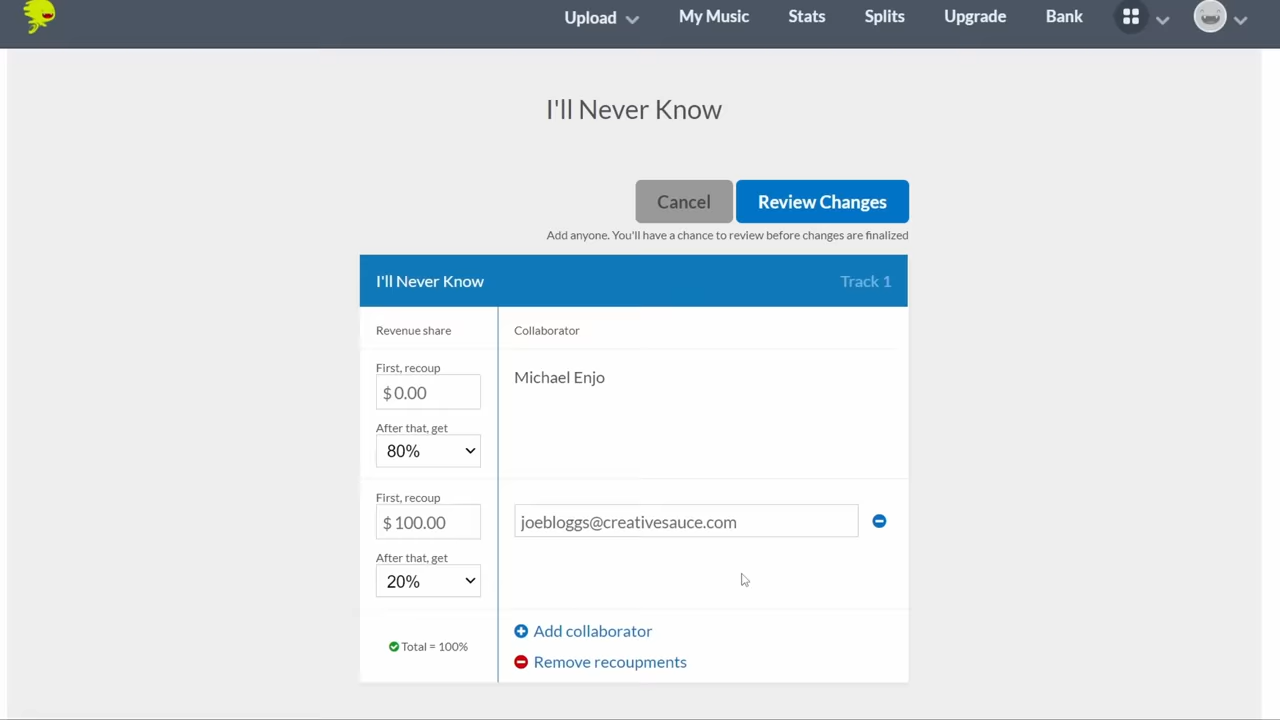 Upload My Music Stats Splits Upgrade Bank
I'll Never Know
Cancel Review Changes
Add anyone. You'll have a chance to review before changes are finalized
I'll Never Know Track 1
Revenue share Collaborator
First, recoup
$ 0.00
Michael Enjo
After that, get
80%
First, recoup
$ 100.00
joebloggs@creativesauce.com
After that, get
20%
Total = 100%
Add collaborator
Remove recoupments